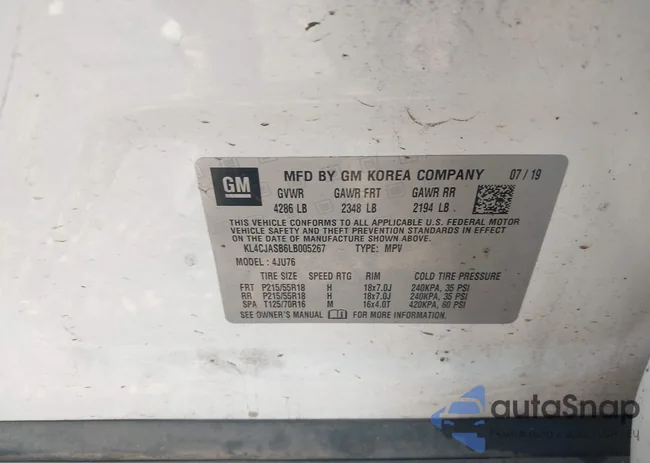 GM
MFD BY GM KOREA COMPANY 07/19
GVWR GAWR FRT GAWR RR
4286 LB 2348 LB 2194 LB
THIS VEHICLE CONFORMS TO ALL APPLICABLE U.S. FEDERAL MOTOR
VEHICLE SAFETY AND THEFT PREVENTION STANDARDS IN EFFECT
ON THE DATE OF MANUFACTURE SHOWN ABOVE.
KL4CJASB6LB005267 TYPE: MPV
MODEL : 4JU76
TIRE SIZE SPEED RTG RIM COLD TIRE PRESSURE
FRT P215/55R18 H 18x7.0J 240KPA, 35 PSI
RR P215/55R18 H 18x7.0J 240KPA, 35 PSI
SPA T125/70R16 M 16x4.0T 420KPA, 60 PSI
SEE OWNER'S MANUAL FOR MORE INFORMATION.
autoSnap